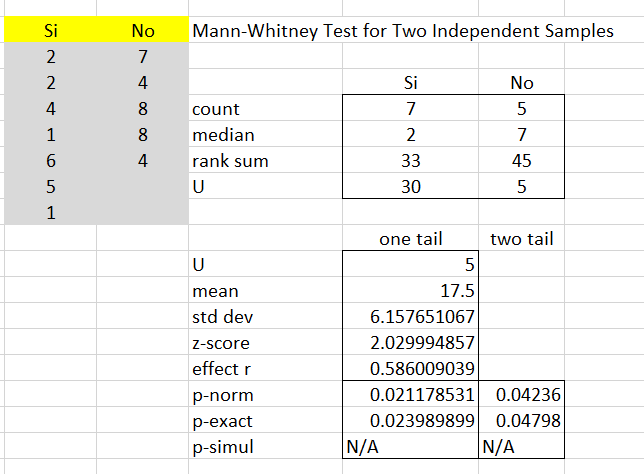 Si No Mann-Whitney Test for Two Independent Samples
2 7
2 4 Si No
4 8 count 7 5
1 8 median 2 7
6 4 rank sum 33 45
5 U 30 5
1
one tail two tail
U 5
mean 17.5
std dev 6.157651067
z-score 2.029994857
effect r 0.586009039
p-norm 0.021178531 0.04236
p-exact 0.023989899 0.04798
p-simul N/A N/A